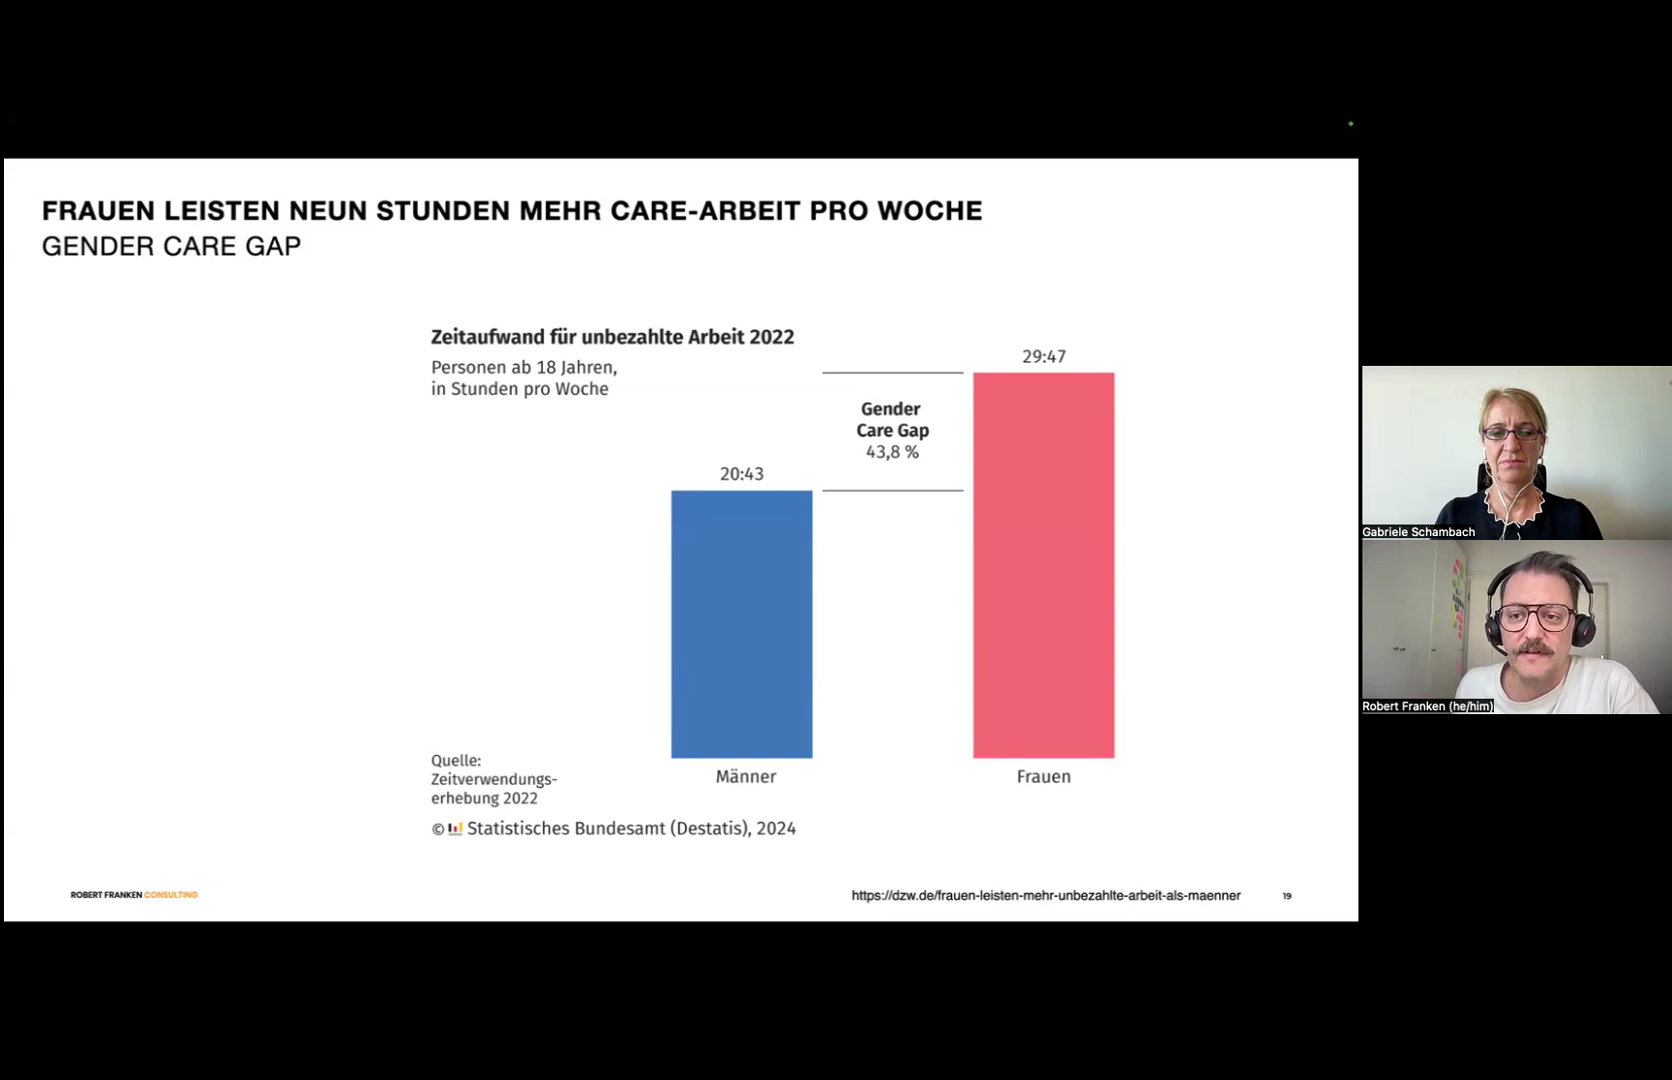 FRAUEN LEISTEN NEUN STUNDEN MEHR CARE-ARBEIT PRO WOCHE
GENDER CARE GAP
Zeitaufwand für unbezahlte Arbeit 2022
Personen ab 18 Jahren,
in Stunden pro Woche
29:47
Gender
Care Gap
43,8 %
20:43
Männer
Frauen
Quelle:
Zeitverwendungs-
erhebung 2022
© Statistisches Bundesamt (Destatis), 2024
ROBERT FRANKEN CONSULTING
https://dzw.de/frauen-leisten-mehr-unbezahlte-arbeit-als-maenner
19
Gabriele Schambach
Robert Franken (he/him)